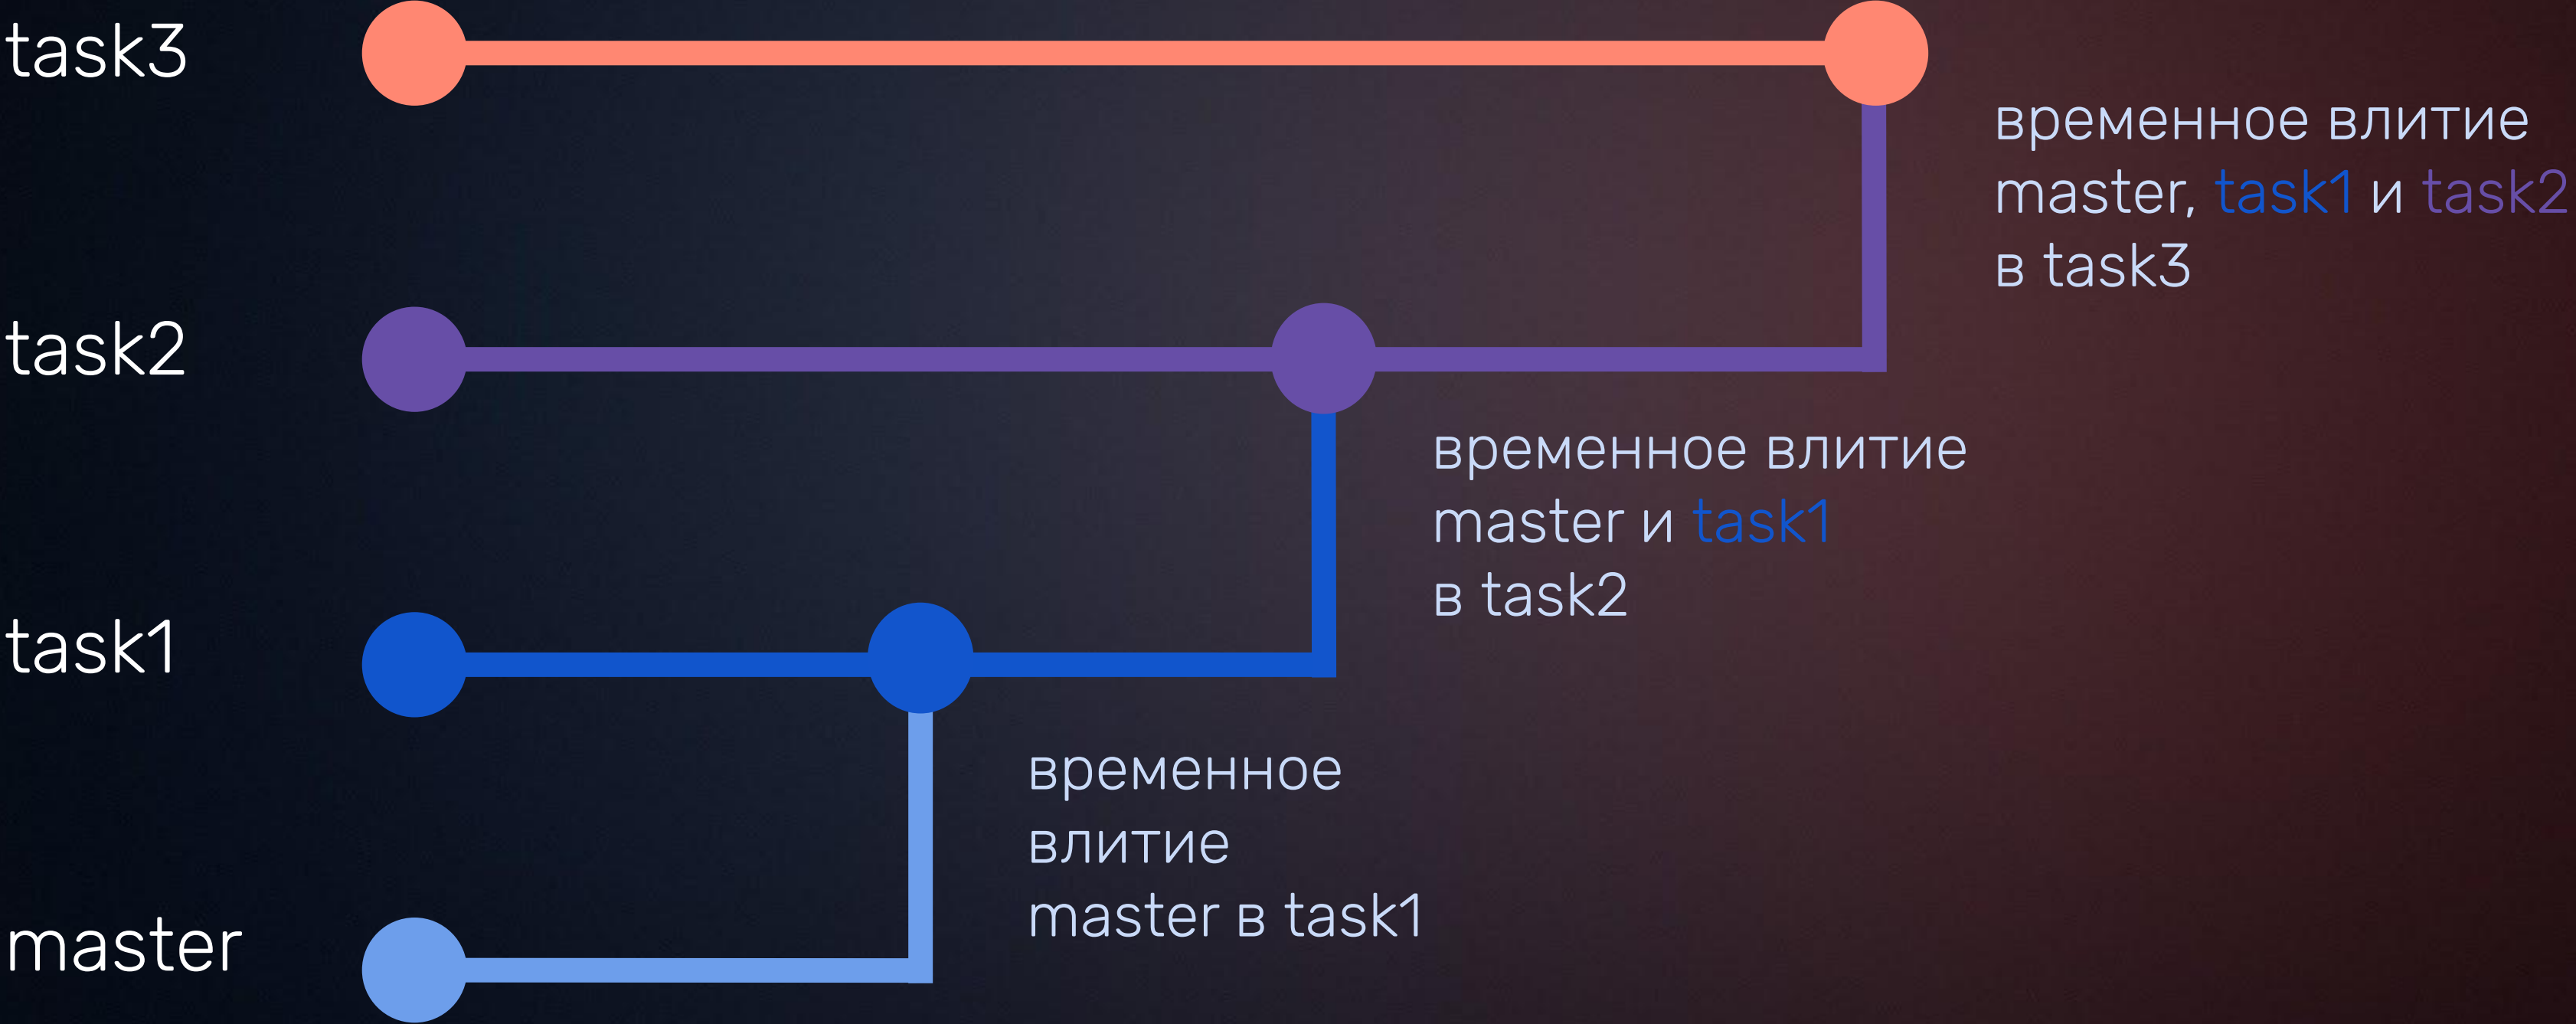 task3
временное влитие
master, task1 и task2
в task3
task2
временное влитие
master и task1
в task2
task1
временное
влитие
master в task1
master